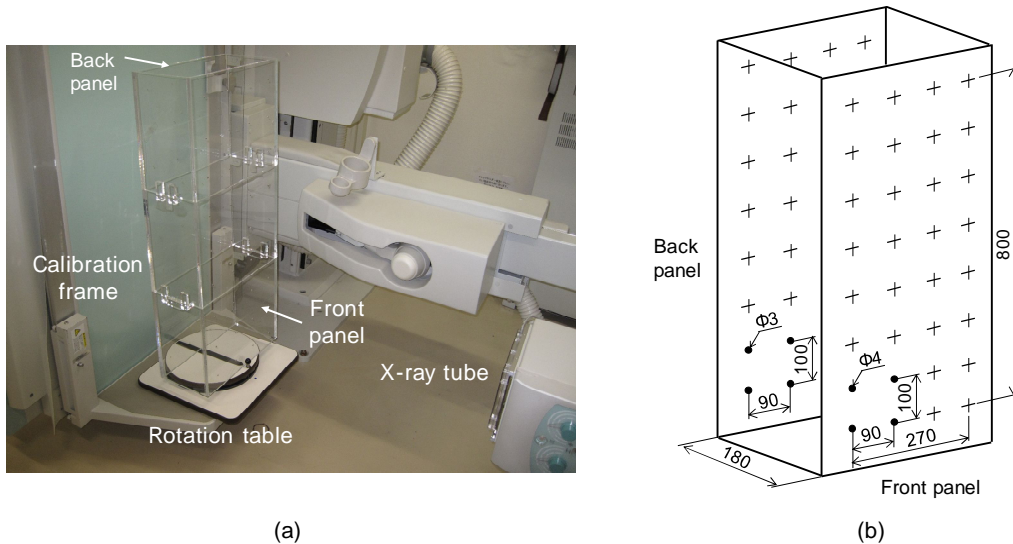 Back
panel
Calibration
frame
Front
panel
X-ray tube
Rotation table
(a)
Back
panel
Φ3
100
90
Φ4
100
90
270
180
800
Front panel
(b)